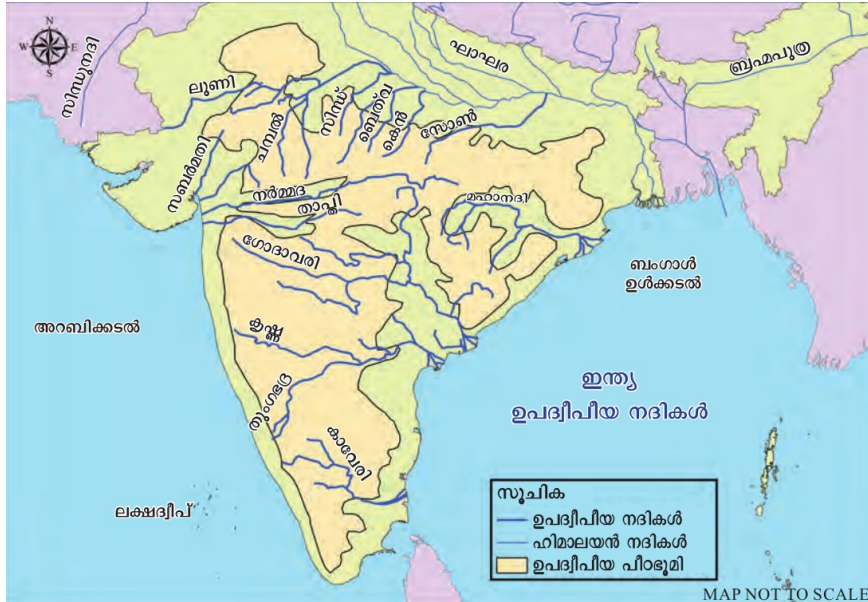 N
W E
S
സിന്ധുനദി
ലൂണി
ഘാഘര
ബ്രഹ്മപുത്ര
ചമ്പൽ
സിന്ധ്
ബെത്‌വ
കെൻ
സോൺ
സബർമതി
നർമ്മദ
താപ്തി
മഹാനദി
ഗോദാവരി
ബംഗാൾ
ഉൾക്കടൽ
അറബിക്കടൽ
കൃഷ്ണ
ഇന്ത്യ
ഉപദ്വീപീയ നദികൾ
തുംഗഭദ്ര
കാവേരി
ലക്ഷദ്വീപ്
സൂചിക
ഉപദ്വീപീയ നദികൾ
ഹിമാലയൻ നദികൾ
ഉപദ്വീപീയ പീഠഭൂമി
MAP NOT TO SCALE